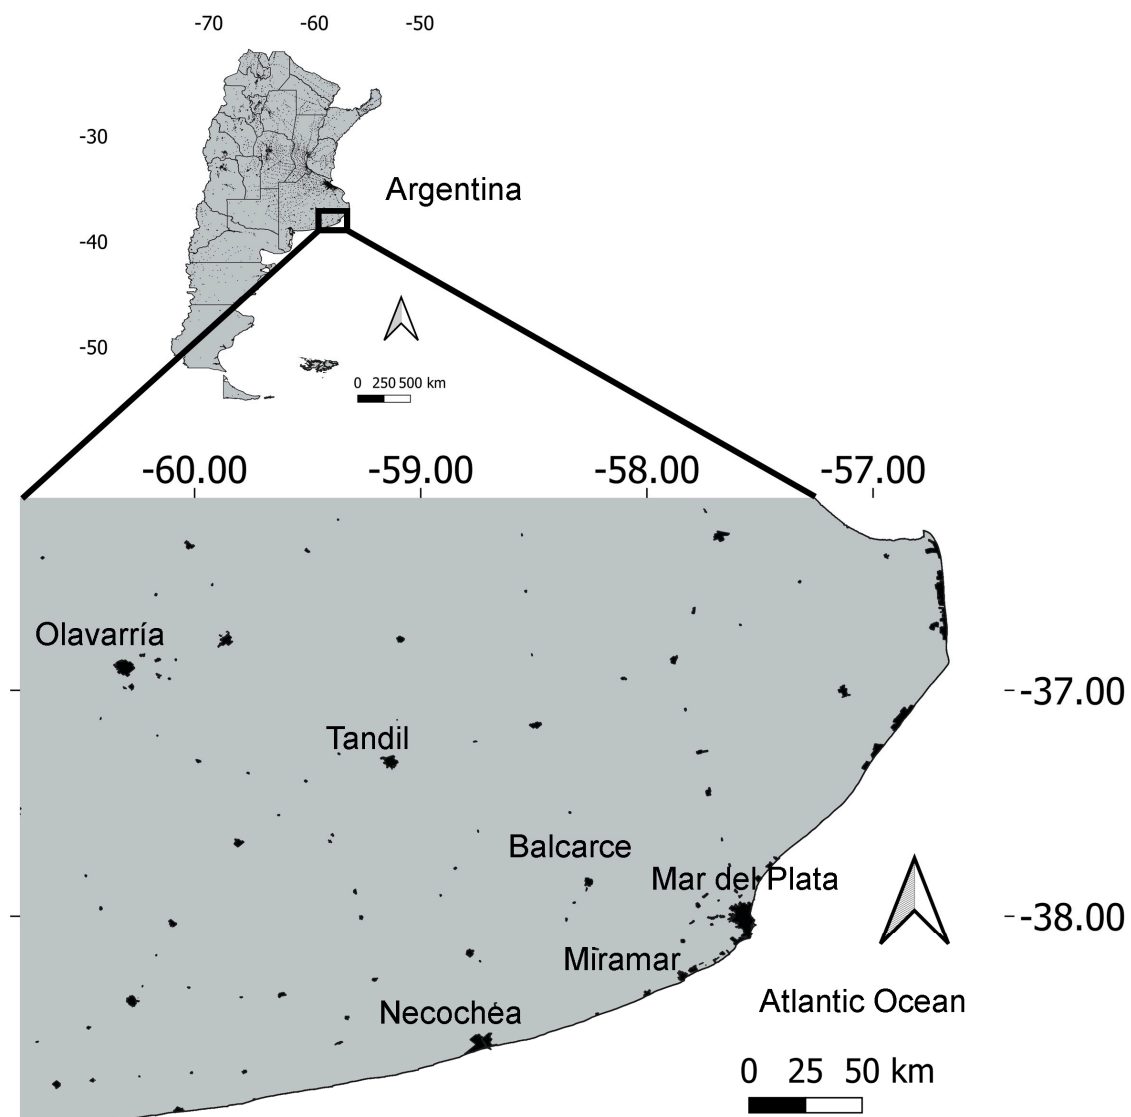 -70 -60 -50
-30
Argentina
-40
-50
0 250 500 km
-60.00 -59.00 -58.00 -57.00
Olavarría
-37.00
Tandil
Balcarce
Mar del Plata
-38.00
Miramar
Atlantic Ocean
Necochea
0 25 50 km